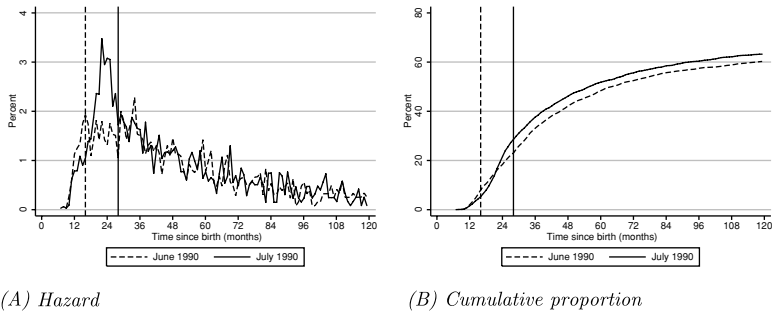 4
3
2
1
0
Percent
0 12 24 36 48 60 72 84 96 108 120
Time since birth (months)
June 1990 July 1990
(A) Hazard
80
60
40
20
0
Percent
0 12 24 36 48 60 72 84 96 108 120
Time since birth (months)
June 1990 July 1990
(B) Cumulative proportion